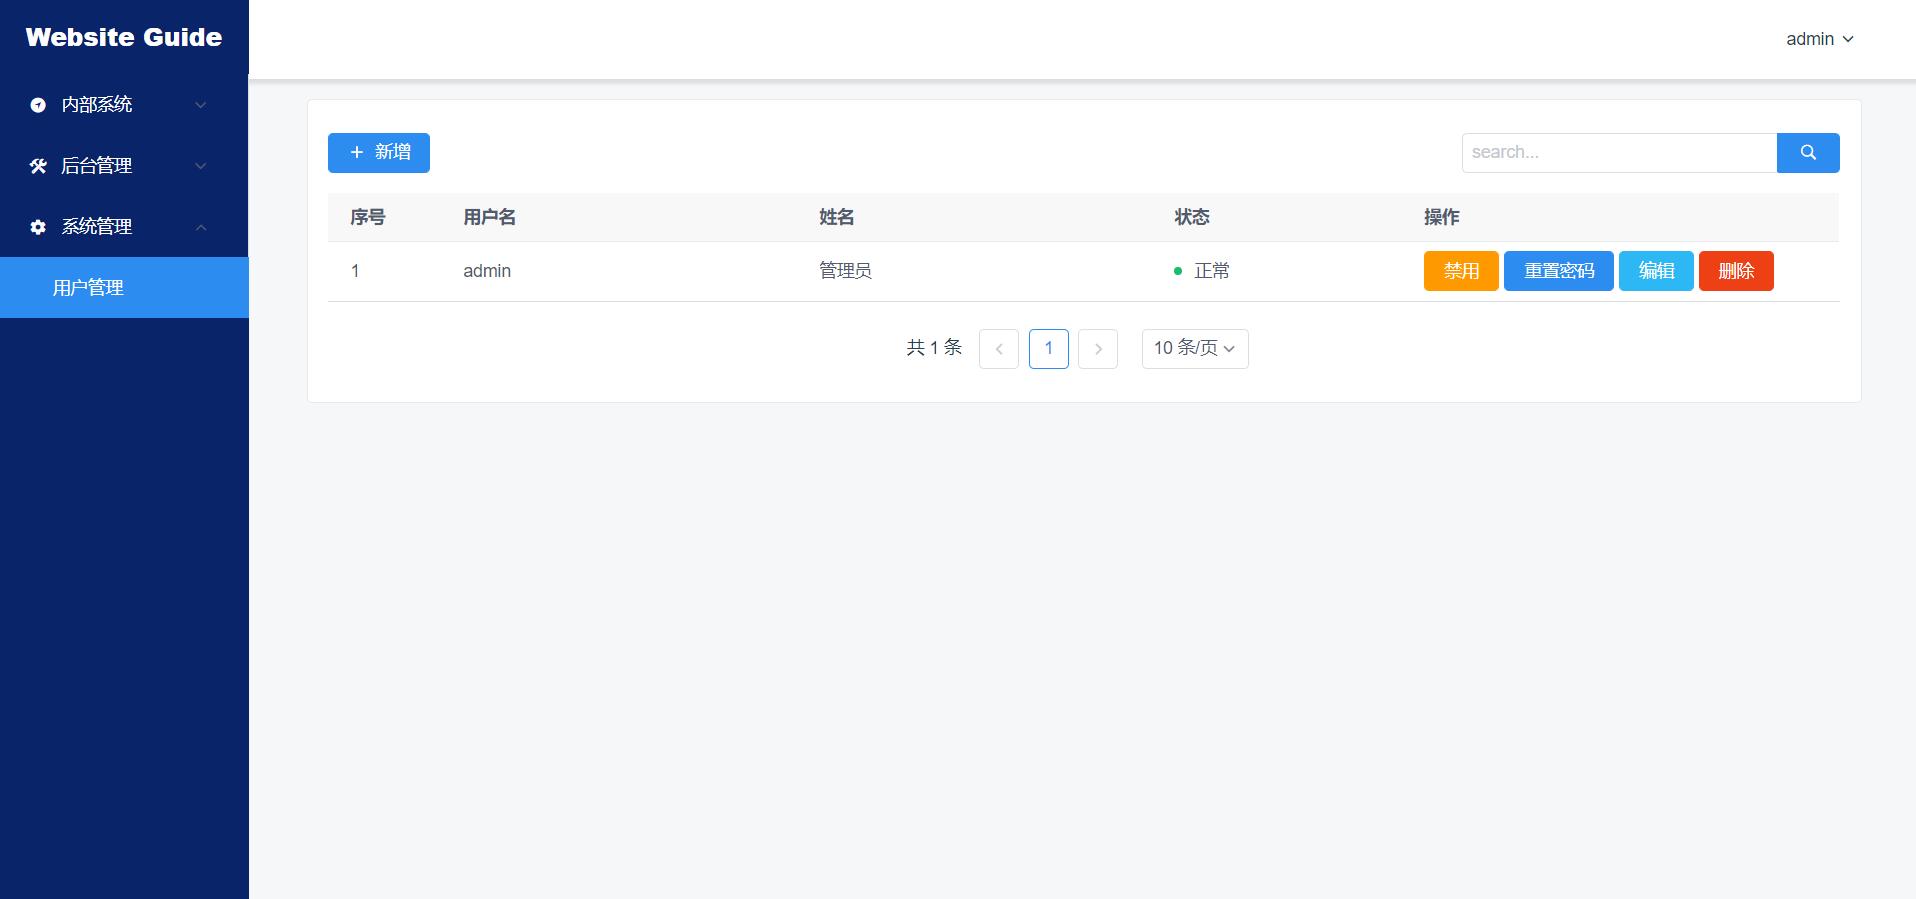 Website Guide
admin
内部系统
后台管理
系统管理
用户管理
新增
search...
序号 用户名 姓名 状态 操作
1 admin 管理员 正常 禁用 重置密码 编辑 删除
共 1 条 1 10 条/页